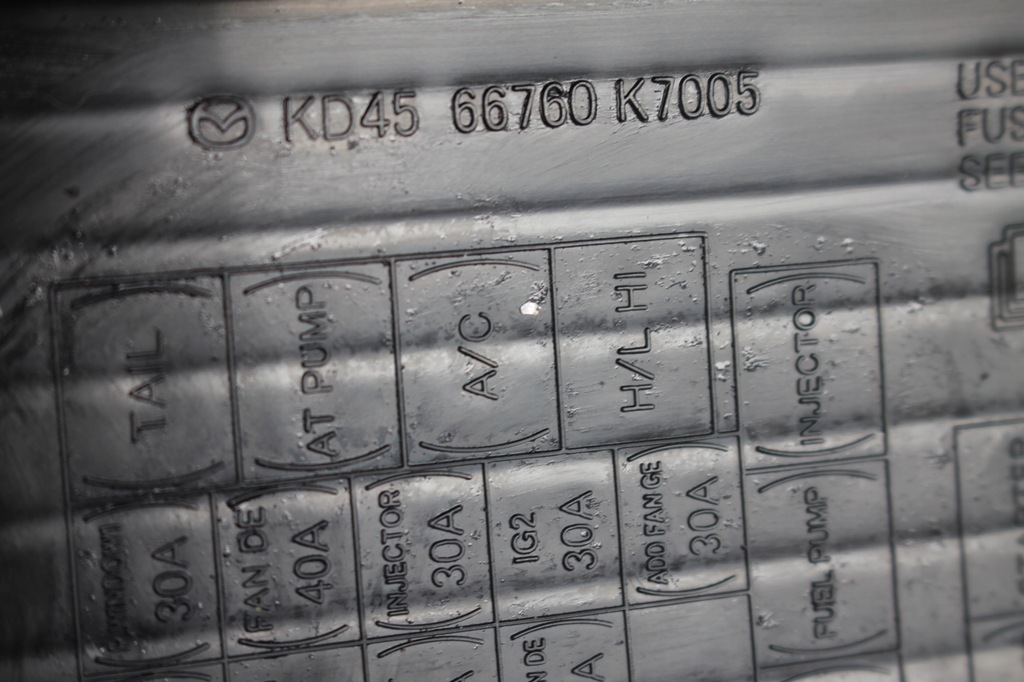 KD45 66760 K7005
USE
FUS
SEE
(TAIL)
(AT PUMP)
(A/C)
H/L HI
(INJECTOR)
30A
(FAN DE)
40A
(INJECTOR)
30A
IG2
30A
(ADD FAN GE)
30A
(FUEL PUMP)
N DE)
A